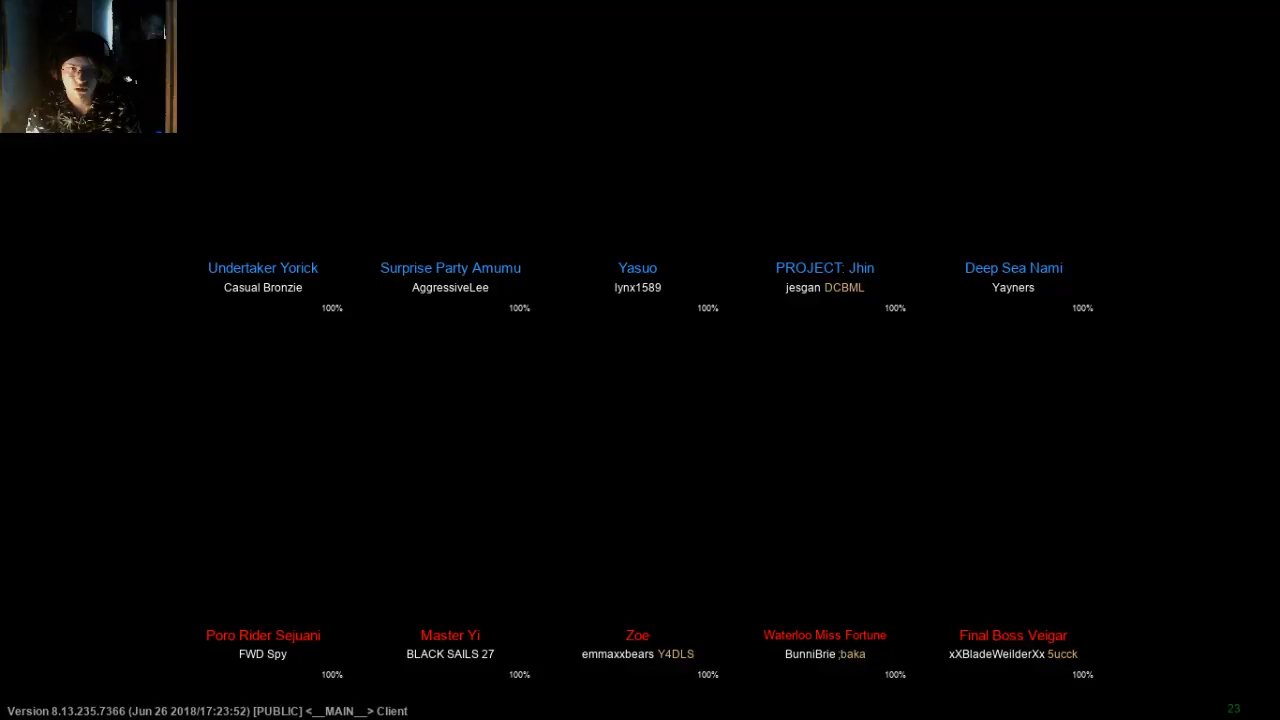 Undertaker Yorick
Casual Bronzie
100%
Surprise Party Amumu
AggressiveLee
100%
Yasuo
lynx1589
100%
PROJECT: Jhin
jesgan DCBML
100%
Deep Sea Nami
Yayners
100%
Poro Rider Sejuani
FWD Spy
100%
Master Yi
BLACK SAILS 27
100%
Zoe
emmaxxbears Y4DLS
100%
Waterloo Miss Fortune
BunniBrie ;baka
100%
Final Boss Veigar
xXBladeWeilderXx 5ucck
100%
Version 8.13.235.7366 (Jun 26 2018/17:23:52) [PUBLIC] <__MAIN__> Client
23